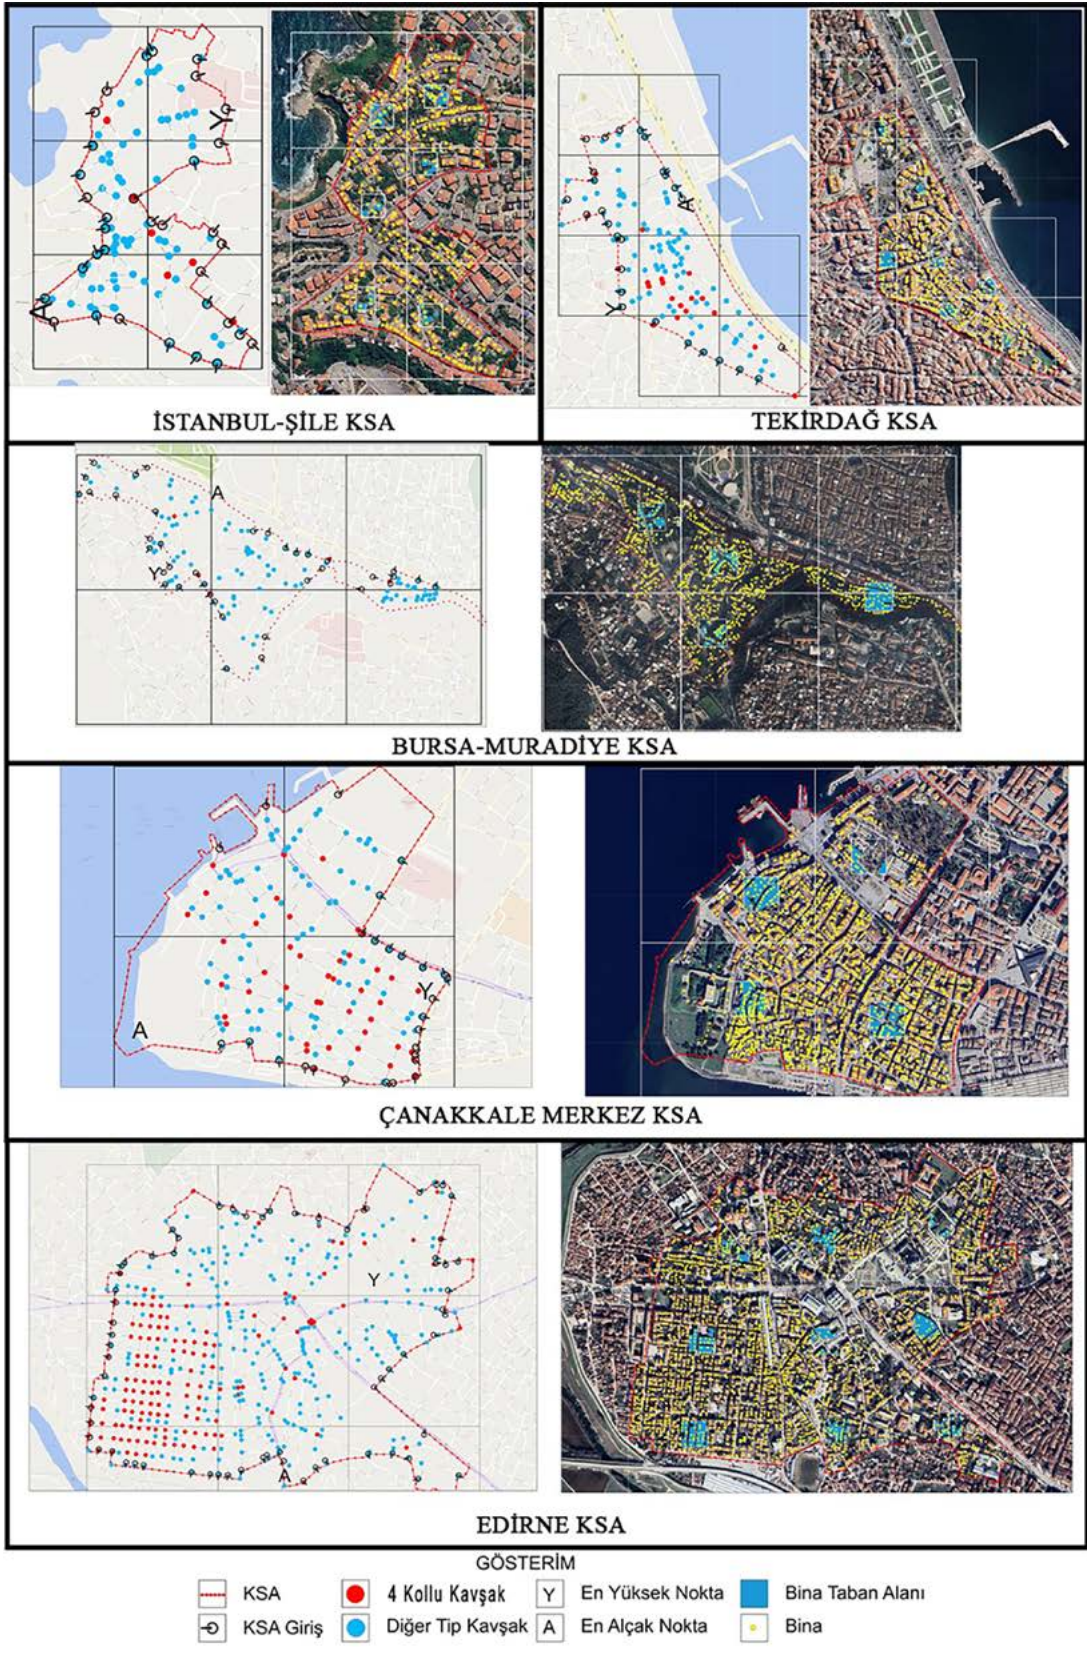 Y
A
İSTANBUL-ŞİLE KSA
A
Y
TEKİRDAĞ KSA
A
Y
BURSA-MURADİYE KSA
Y
A
ÇANAKKALE MERKEZ KSA
Y
A
EDİRNE KSA
GÖSTERİM
KSA
4 Kollu Kavşak
Y En Yüksek Nokta
Bina Taban Alanı
KSA Giriş
Diğer Tip Kavşak
A En Alçak Nokta
Bina